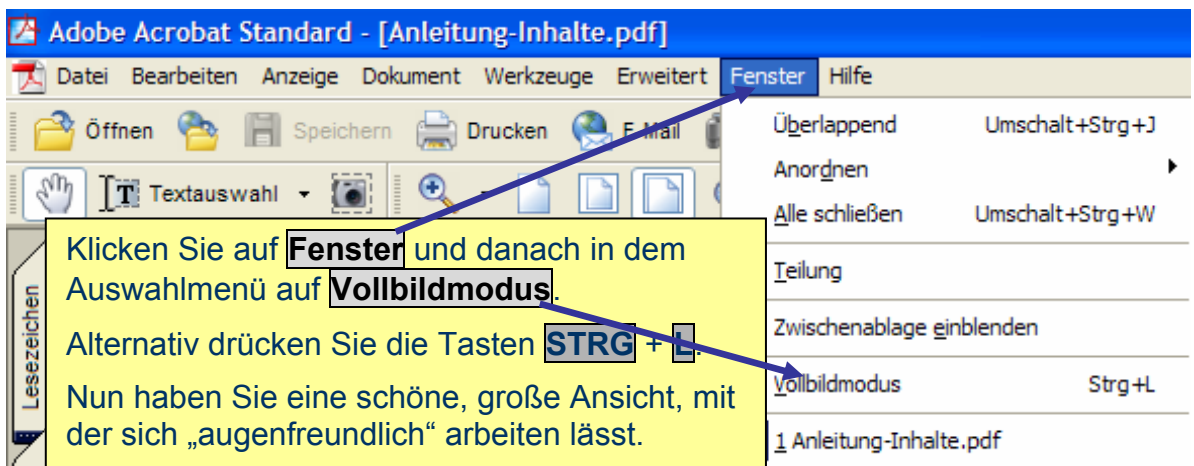 Adobe Acrobat Standard - [Anleitung-Inhalte.pdf]
Datei Bearbeiten Anzeige Dokument Werkzeuge Erweitert Fenster Hilfe
Öffnen Speichern Drucken E-Mail
Textauswahl
Überlappend Umschalt+Strg+J
Anordnen
Alle schließen Umschalt+Strg+W
Teilung
Zwischenablage einblenden
Vollbildmodus Strg+L
1 Anleitung-Inhalte.pdf
Lesezeichen
Klicken Sie auf Fenster und danach in dem
Auswahlmenü auf Vollbildmodus.
Alternativ drücken Sie die Tasten STRG + L.
Nun haben Sie eine schöne, große Ansicht, mit
der sich „augenfreundlich“ arbeiten lässt.